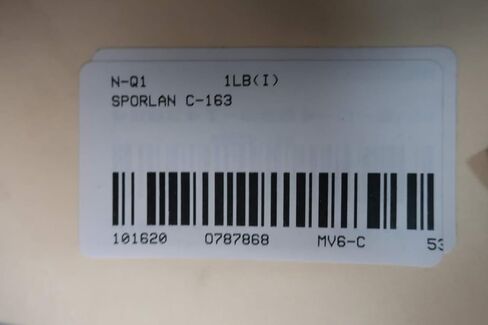 N-Q1 1LB(I)
SPORLAN C-163
101620 0787868 MV6-C 53